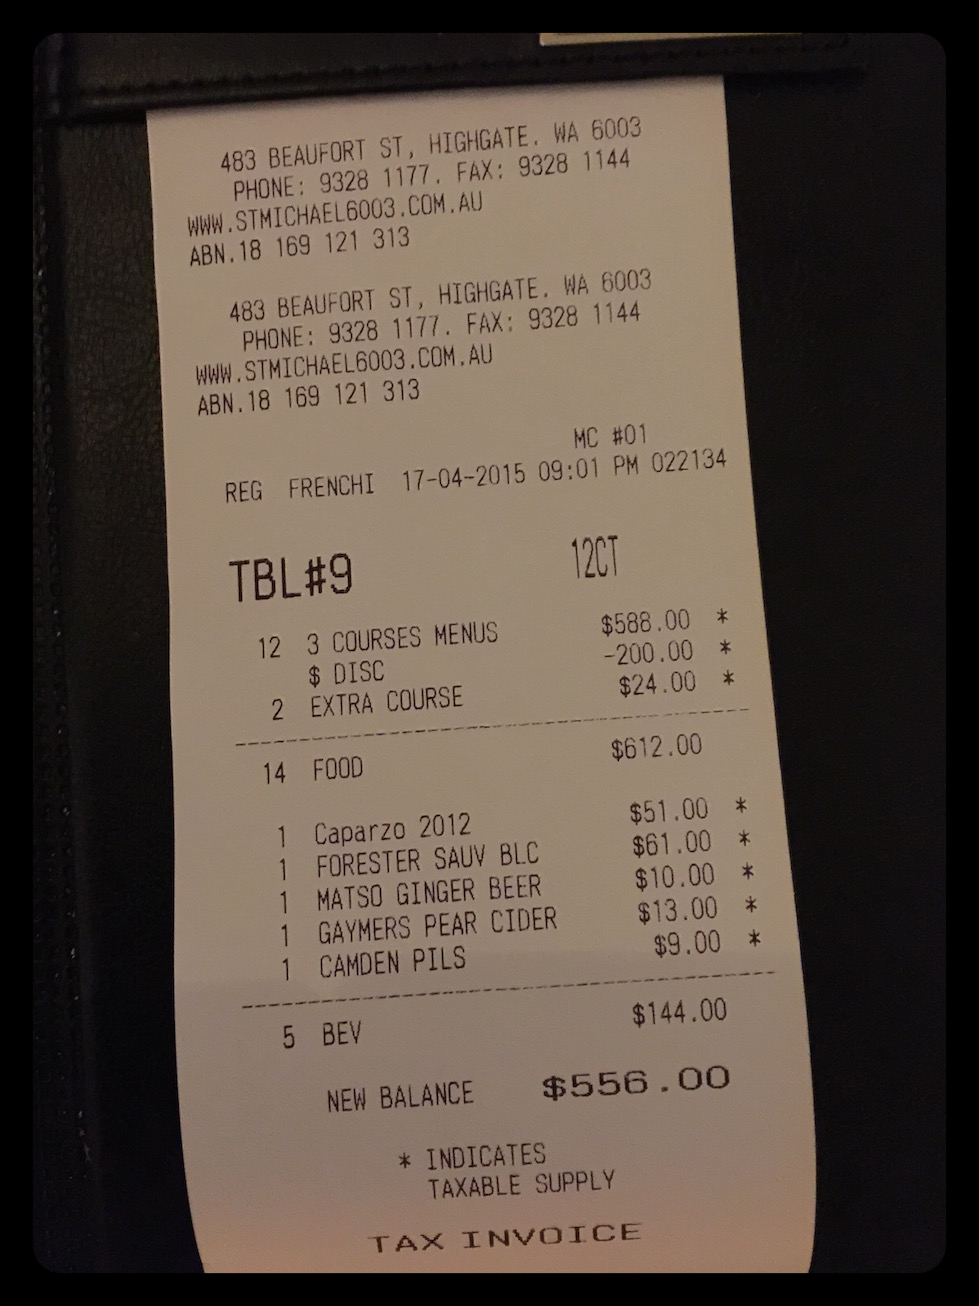 483 BEAUFORT ST, HIGHGATE. WA 6003
PHONE: 9328 1177. FAX: 9328 1144
WWW.STMICHAEL6003.COM.AU
ABN.18 169 121 313
483 BEAUFORT ST, HIGHGATE. WA 6003
PHONE: 9328 1177. FAX: 9328 1144
WWW.STMICHAEL6003.COM.AU
ABN.18 169 121 313
MC #01
REG FRENCHI 17-04-2015 09:01 PM 022134
TBL#9 12CT
12 3 COURSES MENUS $588.00 *
$ DISC -200.00 *
2 EXTRA COURSE $24.00 *
14 FOOD $612.00
1 Caparzo 2012 $51.00 *
1 FORESTER SAUV BLC $61.00 *
1 MATSO GINGER BEER $10.00 *
1 GAYMERS PEAR CIDER $13.00 *
1 CAMDEN PILS $9.00 *
5 BEV $144.00
NEW BALANCE $556.00
* INDICATES
TAXABLE SUPPLY
TAX INVOICE